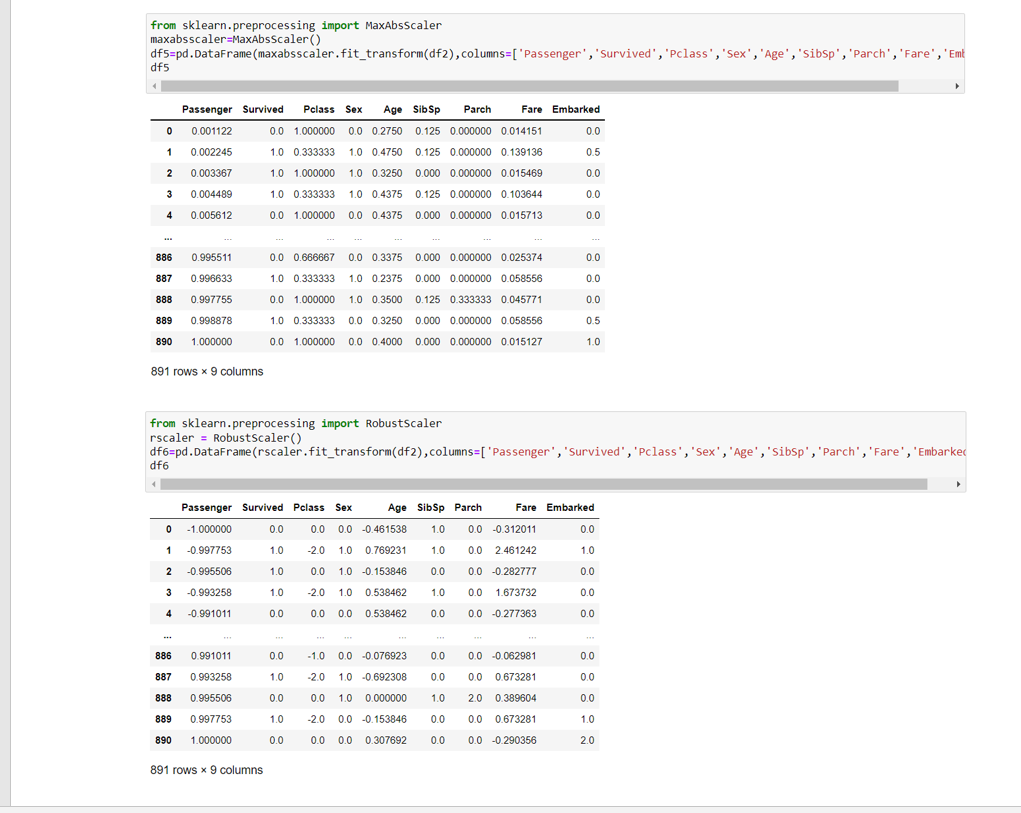 from sklearn.preprocessing import MaxAbsScaler
maxabsscaler=MaxAbsScaler()
df5=pd.DataFrame(maxabsscaler.fit_transform(df2),columns=['Passenger','Survived','Pclass','Sex','Age','SibSp','Parch','Fare','Emb
df5
Passenger Survived Pclass Sex Age SibSp Parch Fare Embarked
0 0.001122 0.0 1.000000 0.0 0.2750 0.125 0.000000 0.014151 0.0
1 0.002245 1.0 0.333333 1.0 0.4750 0.125 0.000000 0.139136 0.5
2 0.003367 1.0 1.000000 1.0 0.3250 0.000 0.000000 0.015469 0.0
3 0.004489 1.0 0.333333 1.0 0.4375 0.125 0.000000 0.103644 0.0
4 0.005612 0.0 1.000000 0.0 0.4375 0.000 0.000000 0.015713 0.0
... ... ... ... ... ... ... ... ... ...
886 0.995511 0.0 0.666667 0.0 0.3375 0.000 0.000000 0.025374 0.0
887 0.996633 1.0 0.333333 1.0 0.2375 0.000 0.000000 0.058556 0.0
888 0.997755 0.0 1.000000 1.0 0.3500 0.125 0.333333 0.045771 0.0
889 0.998878 1.0 0.333333 0.0 0.3250 0.000 0.000000 0.058556 0.5
890 1.000000 0.0 1.000000 0.0 0.4000 0.000 0.000000 0.015127 1.0
891 rows × 9 columns
from sklearn.preprocessing import RobustScaler
rscaler = RobustScaler()
df6=pd.DataFrame(rscaler.fit_transform(df2),columns=['Passenger','Survived','Pclass','Sex','Age','SibSp','Parch','Fare','Embarked
df6
Passenger Survived Pclass Sex Age SibSp Parch Fare Embarked
0 -1.000000 0.0 0.0 0.0 -0.461538 1.0 0.0 -0.312011 0.0
1 -0.997753 1.0 -2.0 1.0 0.769231 1.0 0.0 2.461242 1.0
2 -0.995506 1.0 0.0 1.0 -0.153846 0.0 0.0 -0.282777 0.0
3 -0.993258 1.0 -2.0 1.0 0.538462 1.0 0.0 1.673732 0.0
4 -0.991011 0.0 0.0 0.0 0.538462 0.0 0.0 -0.277363 0.0
... ... ... ... ... ... ... ... ... ...
886 0.991011 0.0 -1.0 0.0 -0.076923 0.0 0.0 -0.062981 0.0
887 0.993258 1.0 -2.0 1.0 -0.692308 0.0 0.0 0.673281 0.0
888 0.995506 0.0 0.0 1.0 0.000000 1.0 2.0 0.389604 0.0
889 0.997753 1.0 -2.0 0.0 -0.153846 0.0 0.0 0.673281 1.0
890 1.000000 0.0 0.0 0.0 0.307692 0.0 0.0 -0.290356 2.0
891 rows × 9 columns